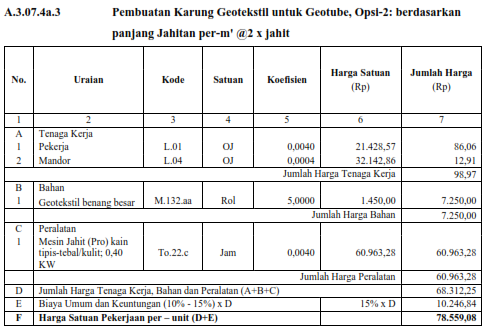 A.3.07.4a.3 Pembuatan Karung Geotekstil untuk Geotube, Opsi-2: berdasarkan
panjang Jahitan per-m' @2 x jahit
No. Uraian Kode Satuan Koefisien Harga Satuan (Rp) Jumlah Harga (Rp)
1 2 3 4 5 6 7
A Tenaga Kerja
1 Pekerja L.01 OJ 0,0040 21.428,57 86,06
2 Mandor L.04 OJ 0,0004 32.142,86 12,91
Jumlah Harga Tenaga Kerja 98,97
B Bahan
1 Geotekstil benang besar M.132.aa Rol 5,0000 1.450,00 7.250,00
Jumlah Harga Bahan 7.250,00
C Peralatan
1 Mesin Jahit (Pro) kain
tipis-tebal/kulit; 0,40 To.22.c Jam 0,0040 60.963,28 60.963,28
KW
Jumlah Harga Peralatan 60.963,28
D Jumlah Harga Tenaga Kerja, Bahan dan Peralatan (A+B+C) 68.312,25
E Biaya Umum dan Keuntungan (10% - 15%) x D 15% x D 10.246,84
F Harga Satuan Pekerjaan per – unit (D+E) 78.559,08